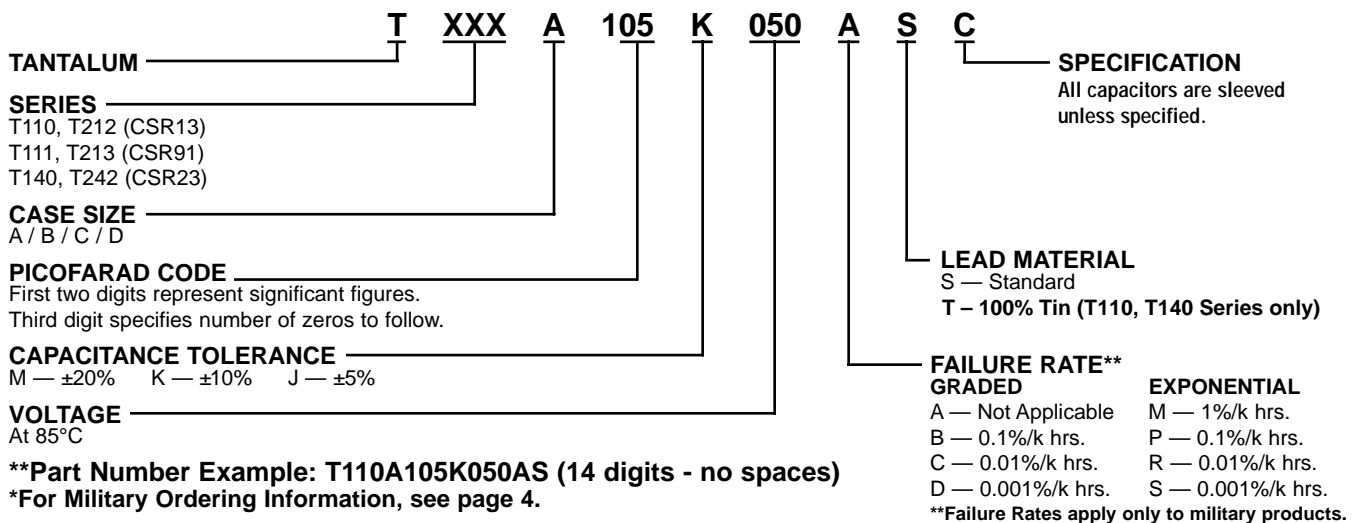 T XXX A 105 K 050 A S C
TANTALUM
SERIES
T110, T212 (CSR13)
T111, T213 (CSR91)
T140, T242 (CSR23)
CASE SIZE
A / B / C / D
PICOFARAD CODE
First two digits represent significant figures.
Third digit specifies number of zeros to follow.
CAPACITANCE TOLERANCE
M — ±20% K — ±10% J — ±5%
VOLTAGE
At 85°C
**Part Number Example: T110A105K050AS (14 digits - no spaces)
*For Military Ordering Information, see page 4.
SPECIFICATION
All capacitors are sleeved
unless specified.
LEAD MATERIAL
S — Standard
T – 100% Tin (T110, T140 Series only)
FAILURE RATE**
GRADED EXPONENTIAL
A — Not Applicable M — 1%/k hrs.
B — 0.1%/k hrs. P — 0.1%/k hrs.
C — 0.01%/k hrs. R — 0.01%/k hrs.
D — 0.001%/k hrs. S — 0.001%/k hrs.
**Failure Rates apply only to military products.